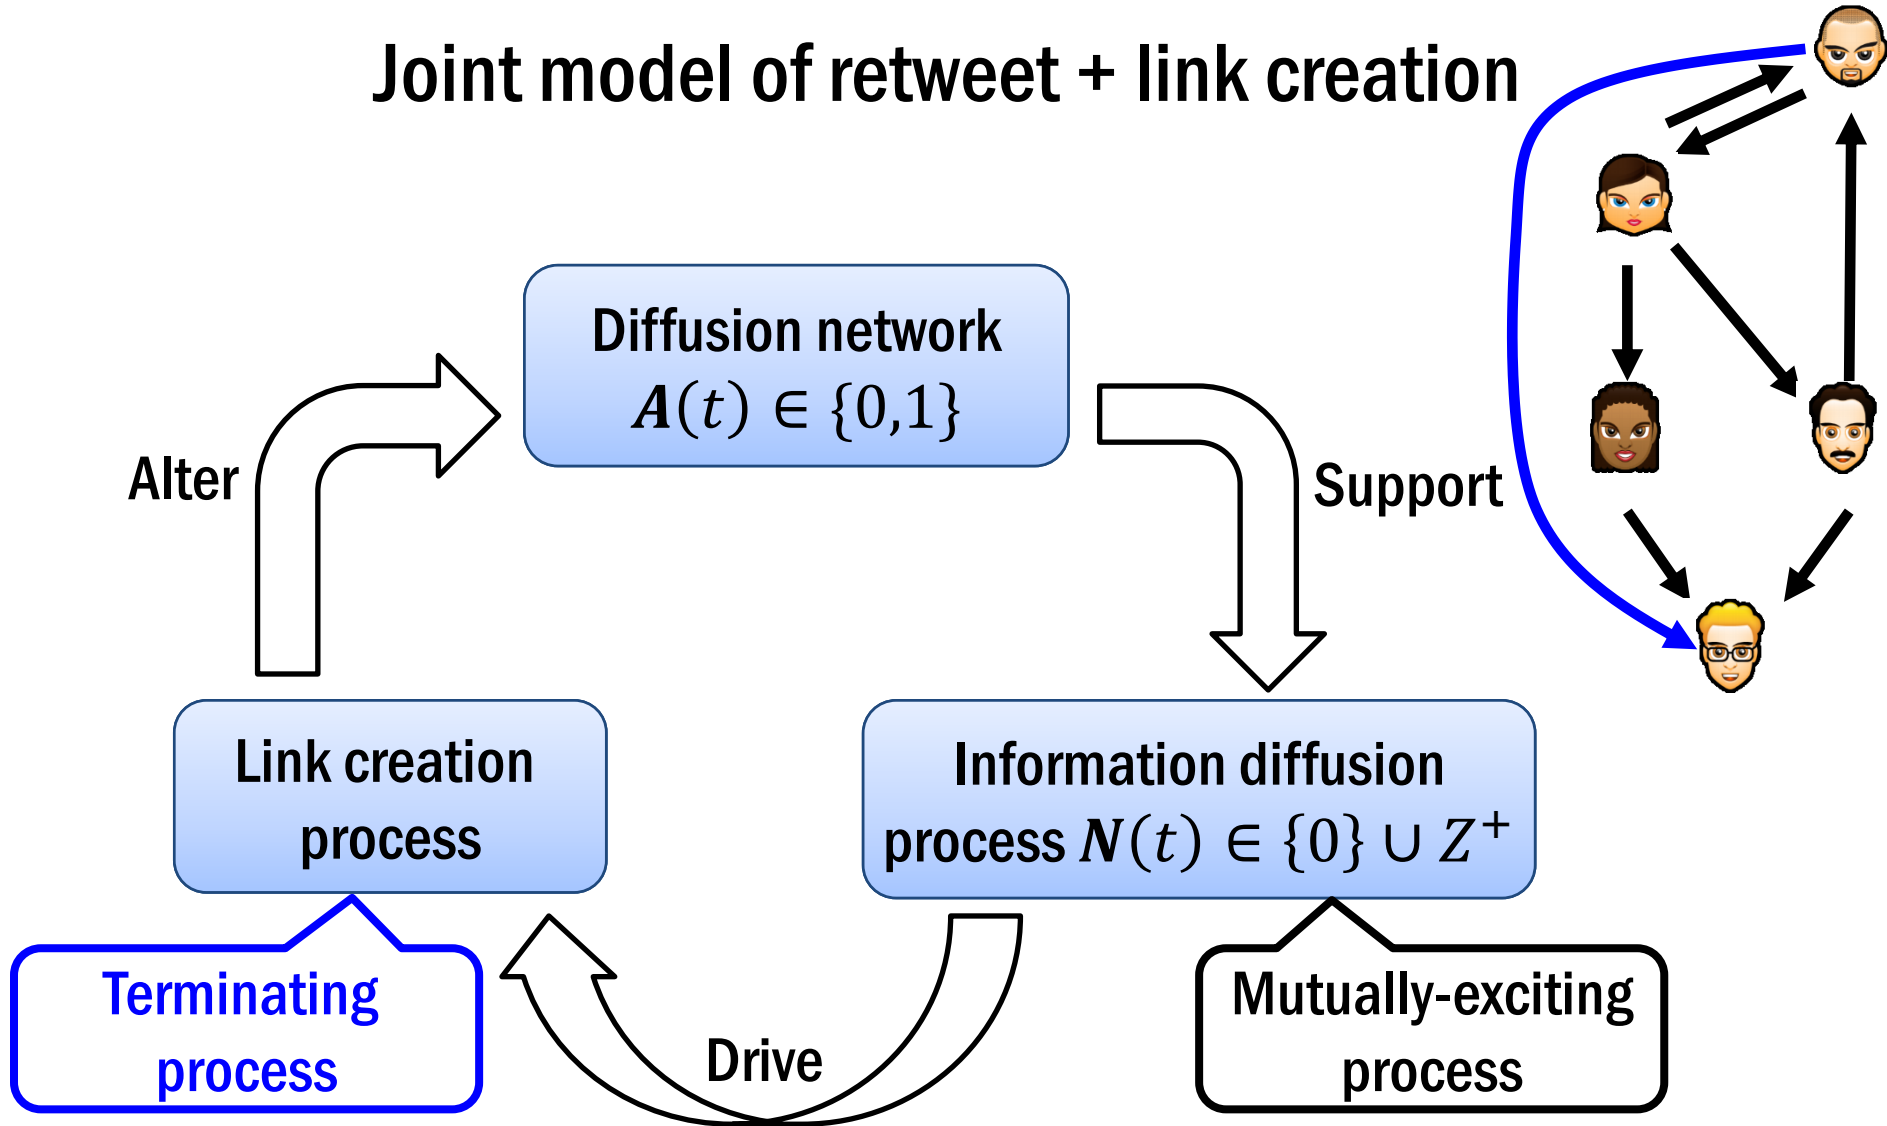 Joint model of retweet + link creation
Diffusion network
A(t) ∈ {0,1}
Alter
Support
Link creation
process
Information diffusion
process N(t) ∈ {0} ∪ Z⁺
Terminating
process
Drive
Mutually-exciting
process